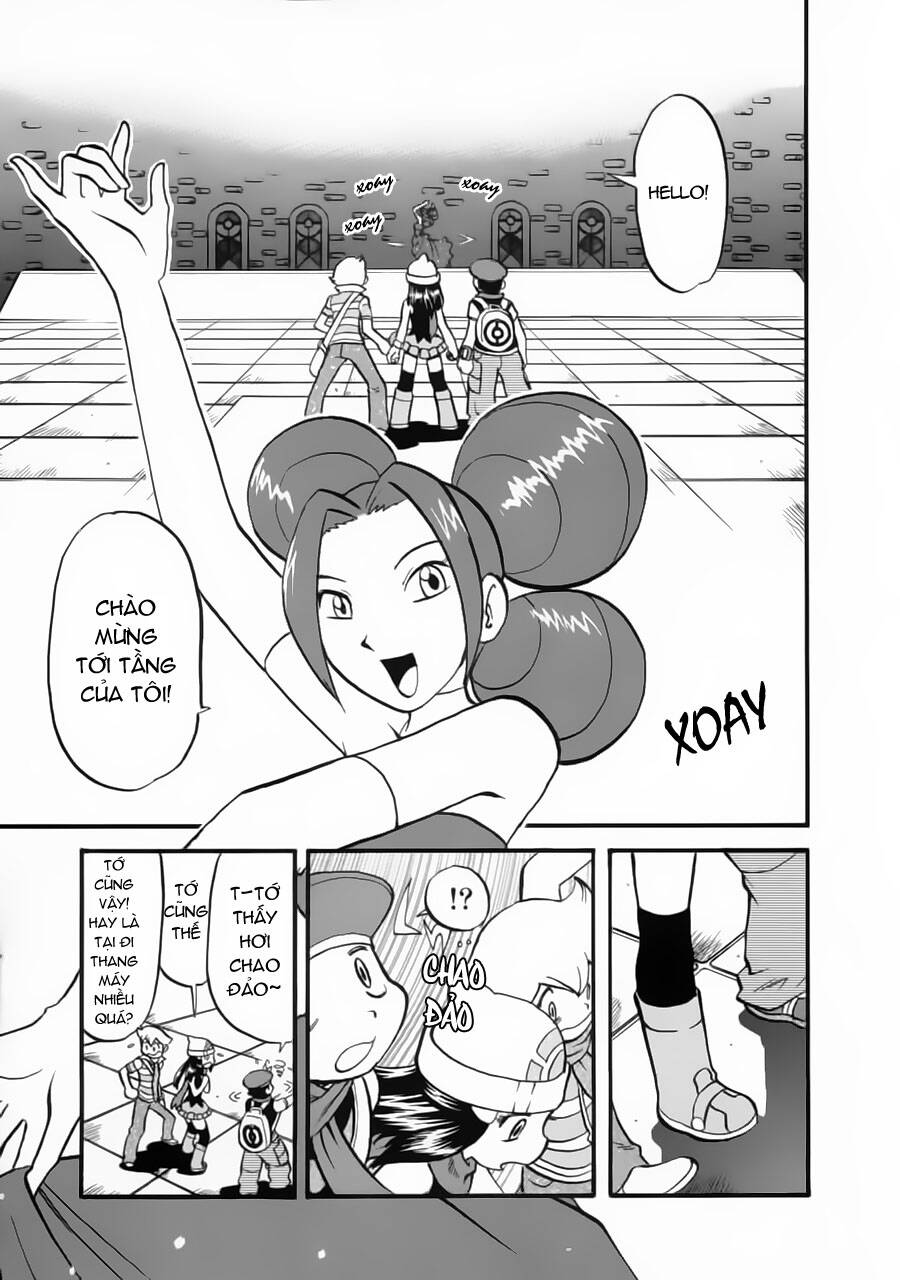 HELLO!
XOAY
XOAY
XOAY
CHÀO
MỪNG
TỚI TẦNG
CỦA TÔI!
XOAY
!?
CHAO
ĐẢO
T-TỚ
THẤY
HƠI
CHAO
ĐẢO~
TỚ
CŨNG
THẾ
TỚ
CŨNG
VẬY!
HAY LÀ
TẠI ĐI
THANG
MÁY
NHIỀU
QUÁ?